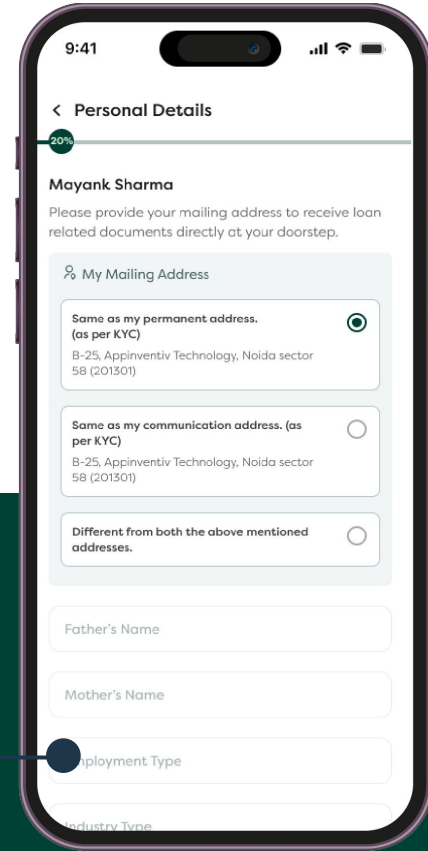 9:41
Personal Details
20%
Mayank Sharma
Please provide your mailing address to receive loan
related documents directly at your doorstep.
My Mailing Address
Same as my permanent address.
(as per KYC)
B-25, Appinventiv Technology, Noida sector
58 (201301)
Same as my communication address. (as
per KYC)
B-25, Appinventiv Technology, Noida sector
58 (201301)
Different from both the above mentioned
addresses.
Father's Name
Mother's Name
Employment Type
Industry Type